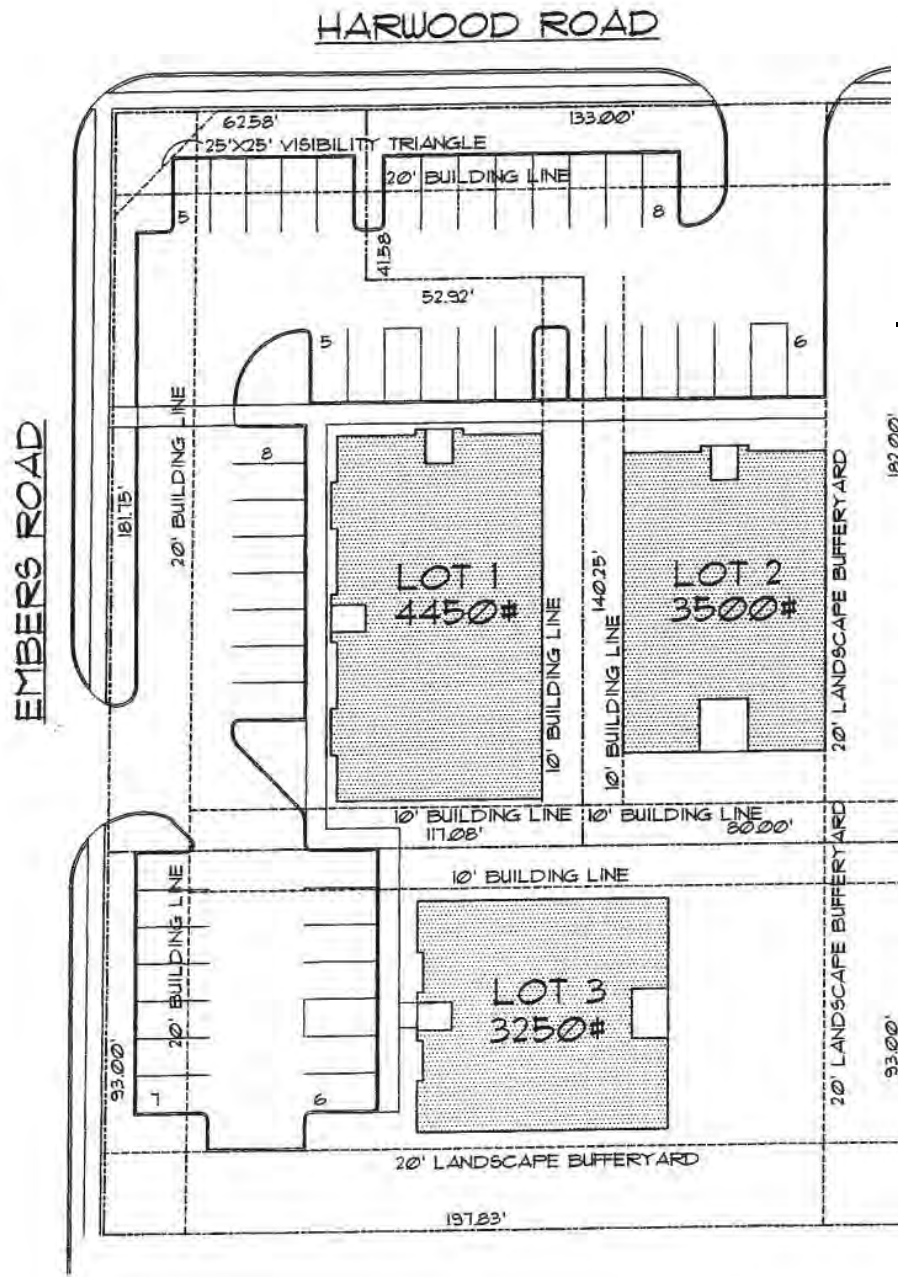 HARWOOD ROAD
62.58'
133.00'
25'X25' VISIBILITY TRIANGLE
20' BUILDING LINE
5
8
41.58
52.92'
5
6
EMBERS ROAD
181.75'
20' BUILDING LINE
8
LOT 1
4450#
10' BUILDING LINE
140.25'
10' BUILDING LINE
LOT 2
3500#
20' LANDSCAPE BUFFERYARD
182.00'
10' BUILDING LINE
117.08'
10' BUILDING LINE
80.00'
10' BUILDING LINE
20' BUILDING LINE
LOT 3
3250#
20' LANDSCAPE BUFFERYARD
93.00'
93.00'
7
6
20' LANDSCAPE BUFFERYARD
197.83'